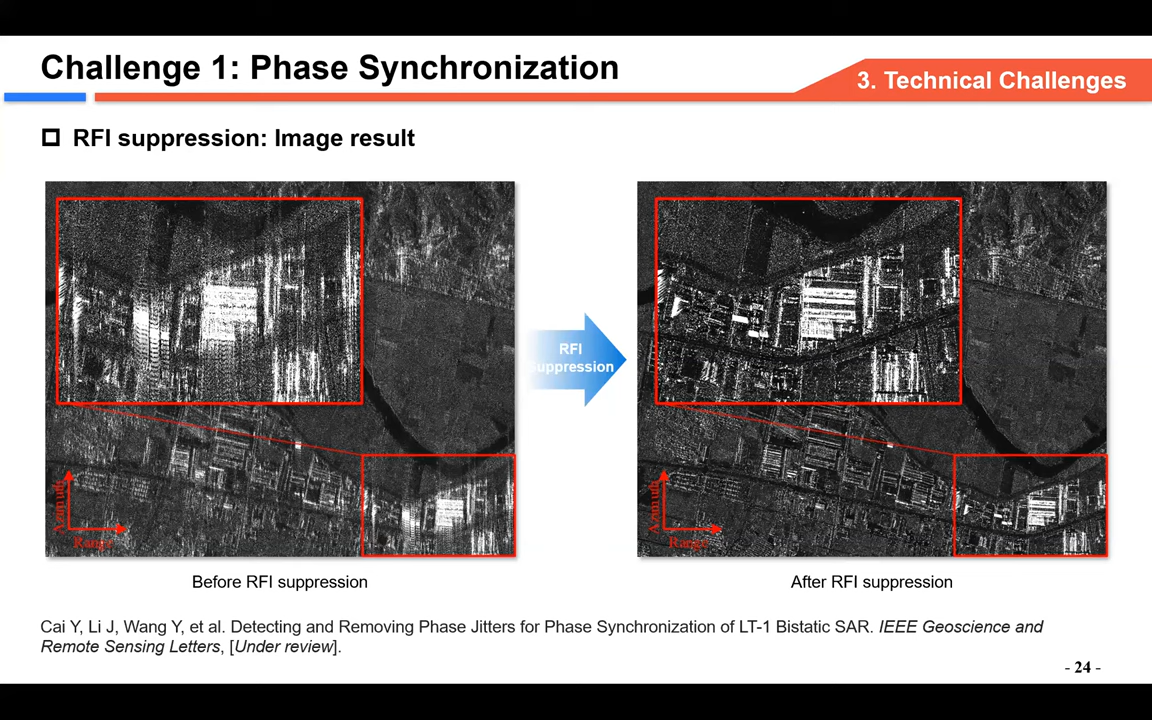 Challenge 1: Phase Synchronization
3. Technical Challenges
RFI suppression: Image result
Azimuth
Range
RFI
suppression
Azimuth
Range
Before RFI suppression
After RFI suppression
Cai Y, Li J, Wang Y, et al. Detecting and Removing Phase Jitters for Phase Synchronization of LT-1 Bistatic SAR. IEEE Geoscience and
Remote Sensing Letters, [Under review].
- 24 -